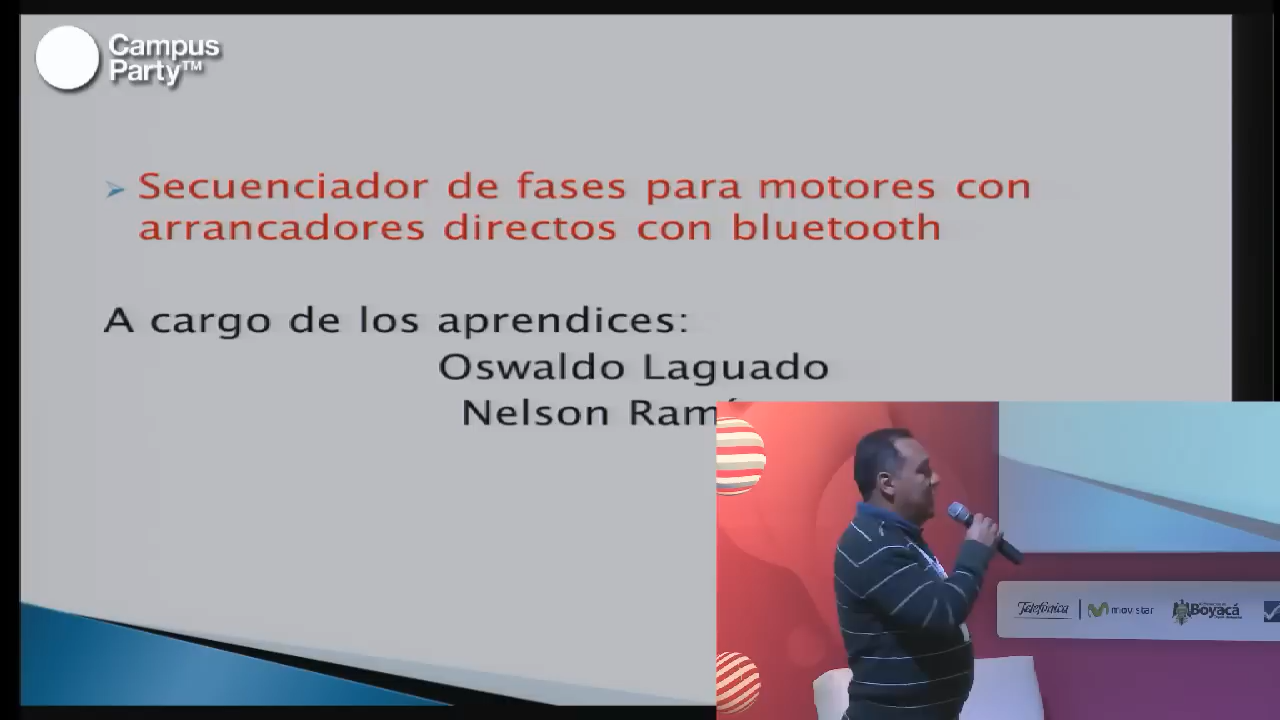 Campus
Party™
Secuenciador de fases para motores con
arrancadores directos con bluetooth
A cargo de los aprendices:
Oswaldo Laguado
Nelson
Telefónica
movistar
Boyacá